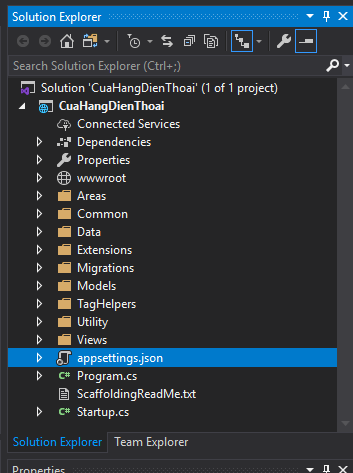 Solution Explorer
Search Solution Explorer (Ctrl+;)
Solution 'CuaHangDienThoai' (1 of 1 project)
CuaHangDienThoai
Connected Services
Dependencies
Properties
wwwroot
Areas
Common
Data
Extensions
Migrations
Models
TagHelpers
Utility
Views
appsettings.json
C# Program.cs
ScaffoldingReadMe.txt
C# Startup.cs
Solution Explorer Team Explorer
Properties